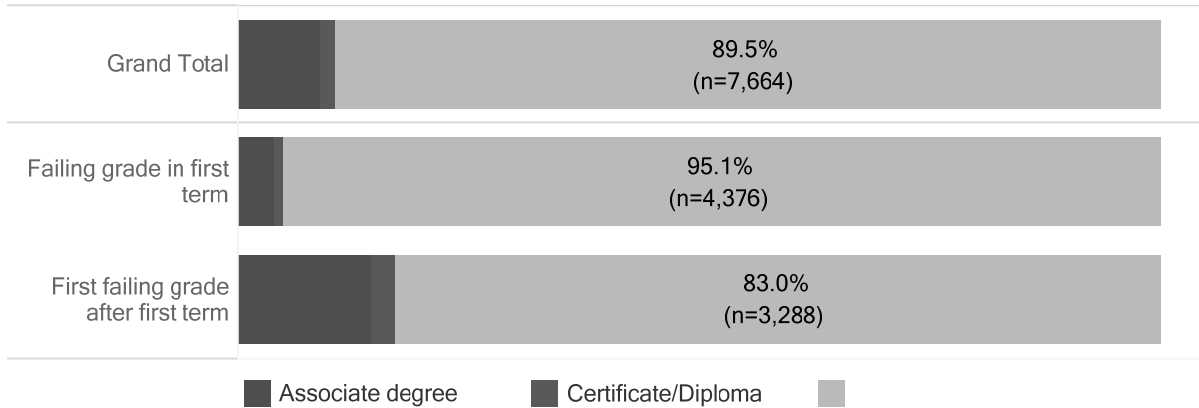 Grand Total
89.5%
(n=7,664)
Failing grade in first
term
95.1%
(n=4,376)
First failing grade
after first term
83.0%
(n=3,288)
Associate degree
Certificate/Diploma